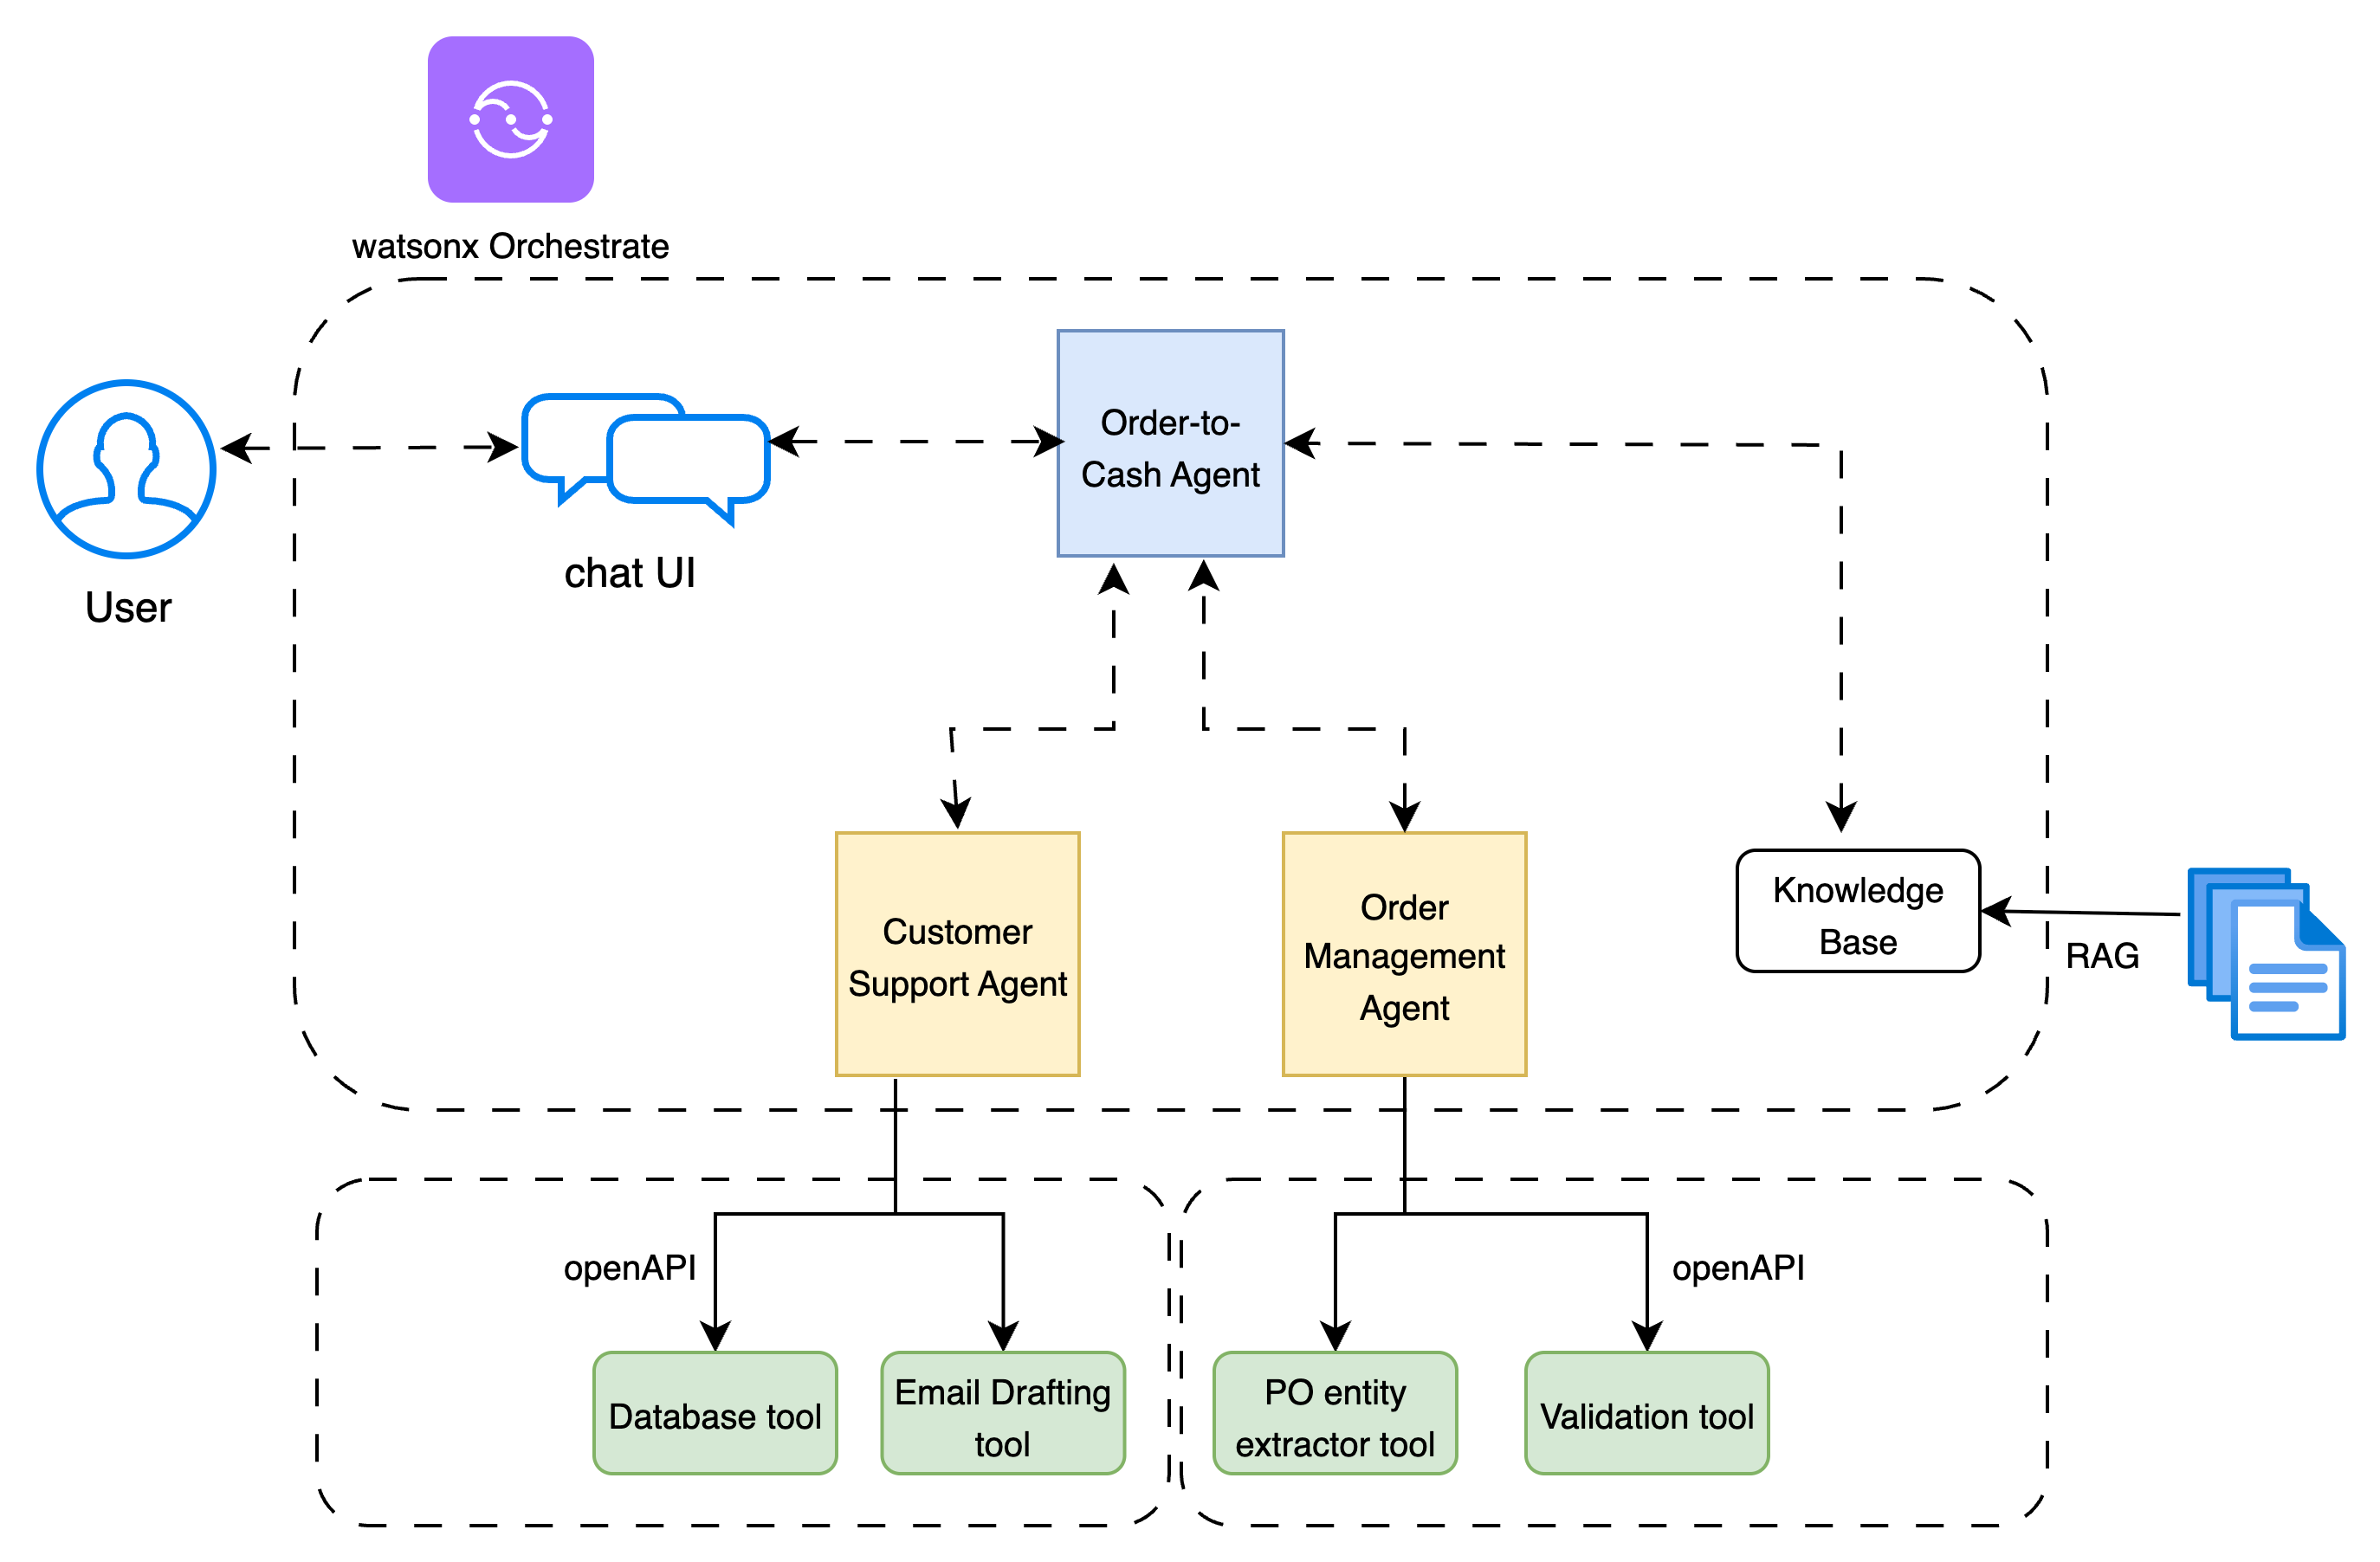 watsonx Orchestrate
Order-to-
Cash Agent
chat UI
User
Customer
Support Agent
Order
Management
Agent
Knowledge
Base
RAG
openAPI
openAPI
Database tool
Email Drafting
tool
PO entity
extractor tool
Validation tool